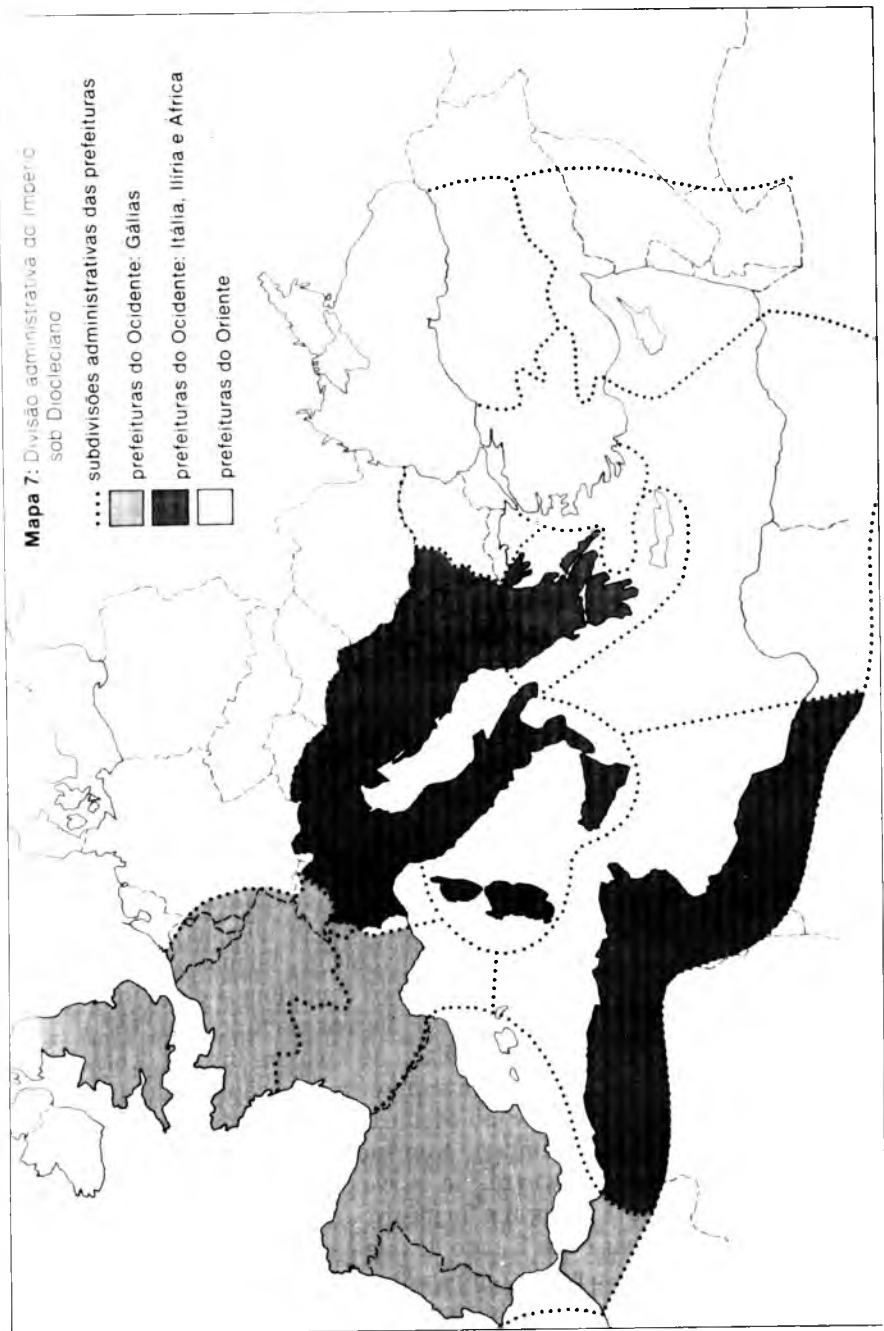 Mapa 7: Divisão administrativa do Império
sob Diocleciano
subdivisões administrativas das prefeituras
prefeituras do Ocidente: Gálias
prefeituras do Ocidente: Itália, Ilíria e África
prefeituras do Oriente